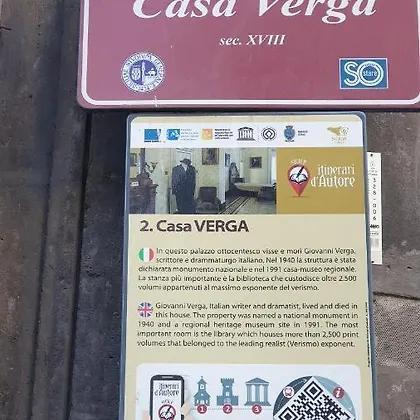 Casa Verga
sec. XVIII
SO
stare
itinerari
d'Autore
2. Casa VERGA
In questo palazzo ottocentesco visse e morì Giovanni Verga,
scrittore e drammaturgo italiano. Nel 1940 la struttura è stata
dichiarata monumento nazionale e nel 1991 casa-museo regionale.
La stanza più importante è la biblioteca che custodisce oltre 2.500
volumi appartenuti al massimo esponente del verismo.
Giovanni Verga, Italian writer and dramatist, lived and died in
this house. The property was named a national monument in
1940 and a regional heritage museum site in 1991. The most
important room is the library which houses more than 2,500 print
volumes that belonged to the leading realist (Verismo) exponent.
itinerari
d'Autore
1 2 3